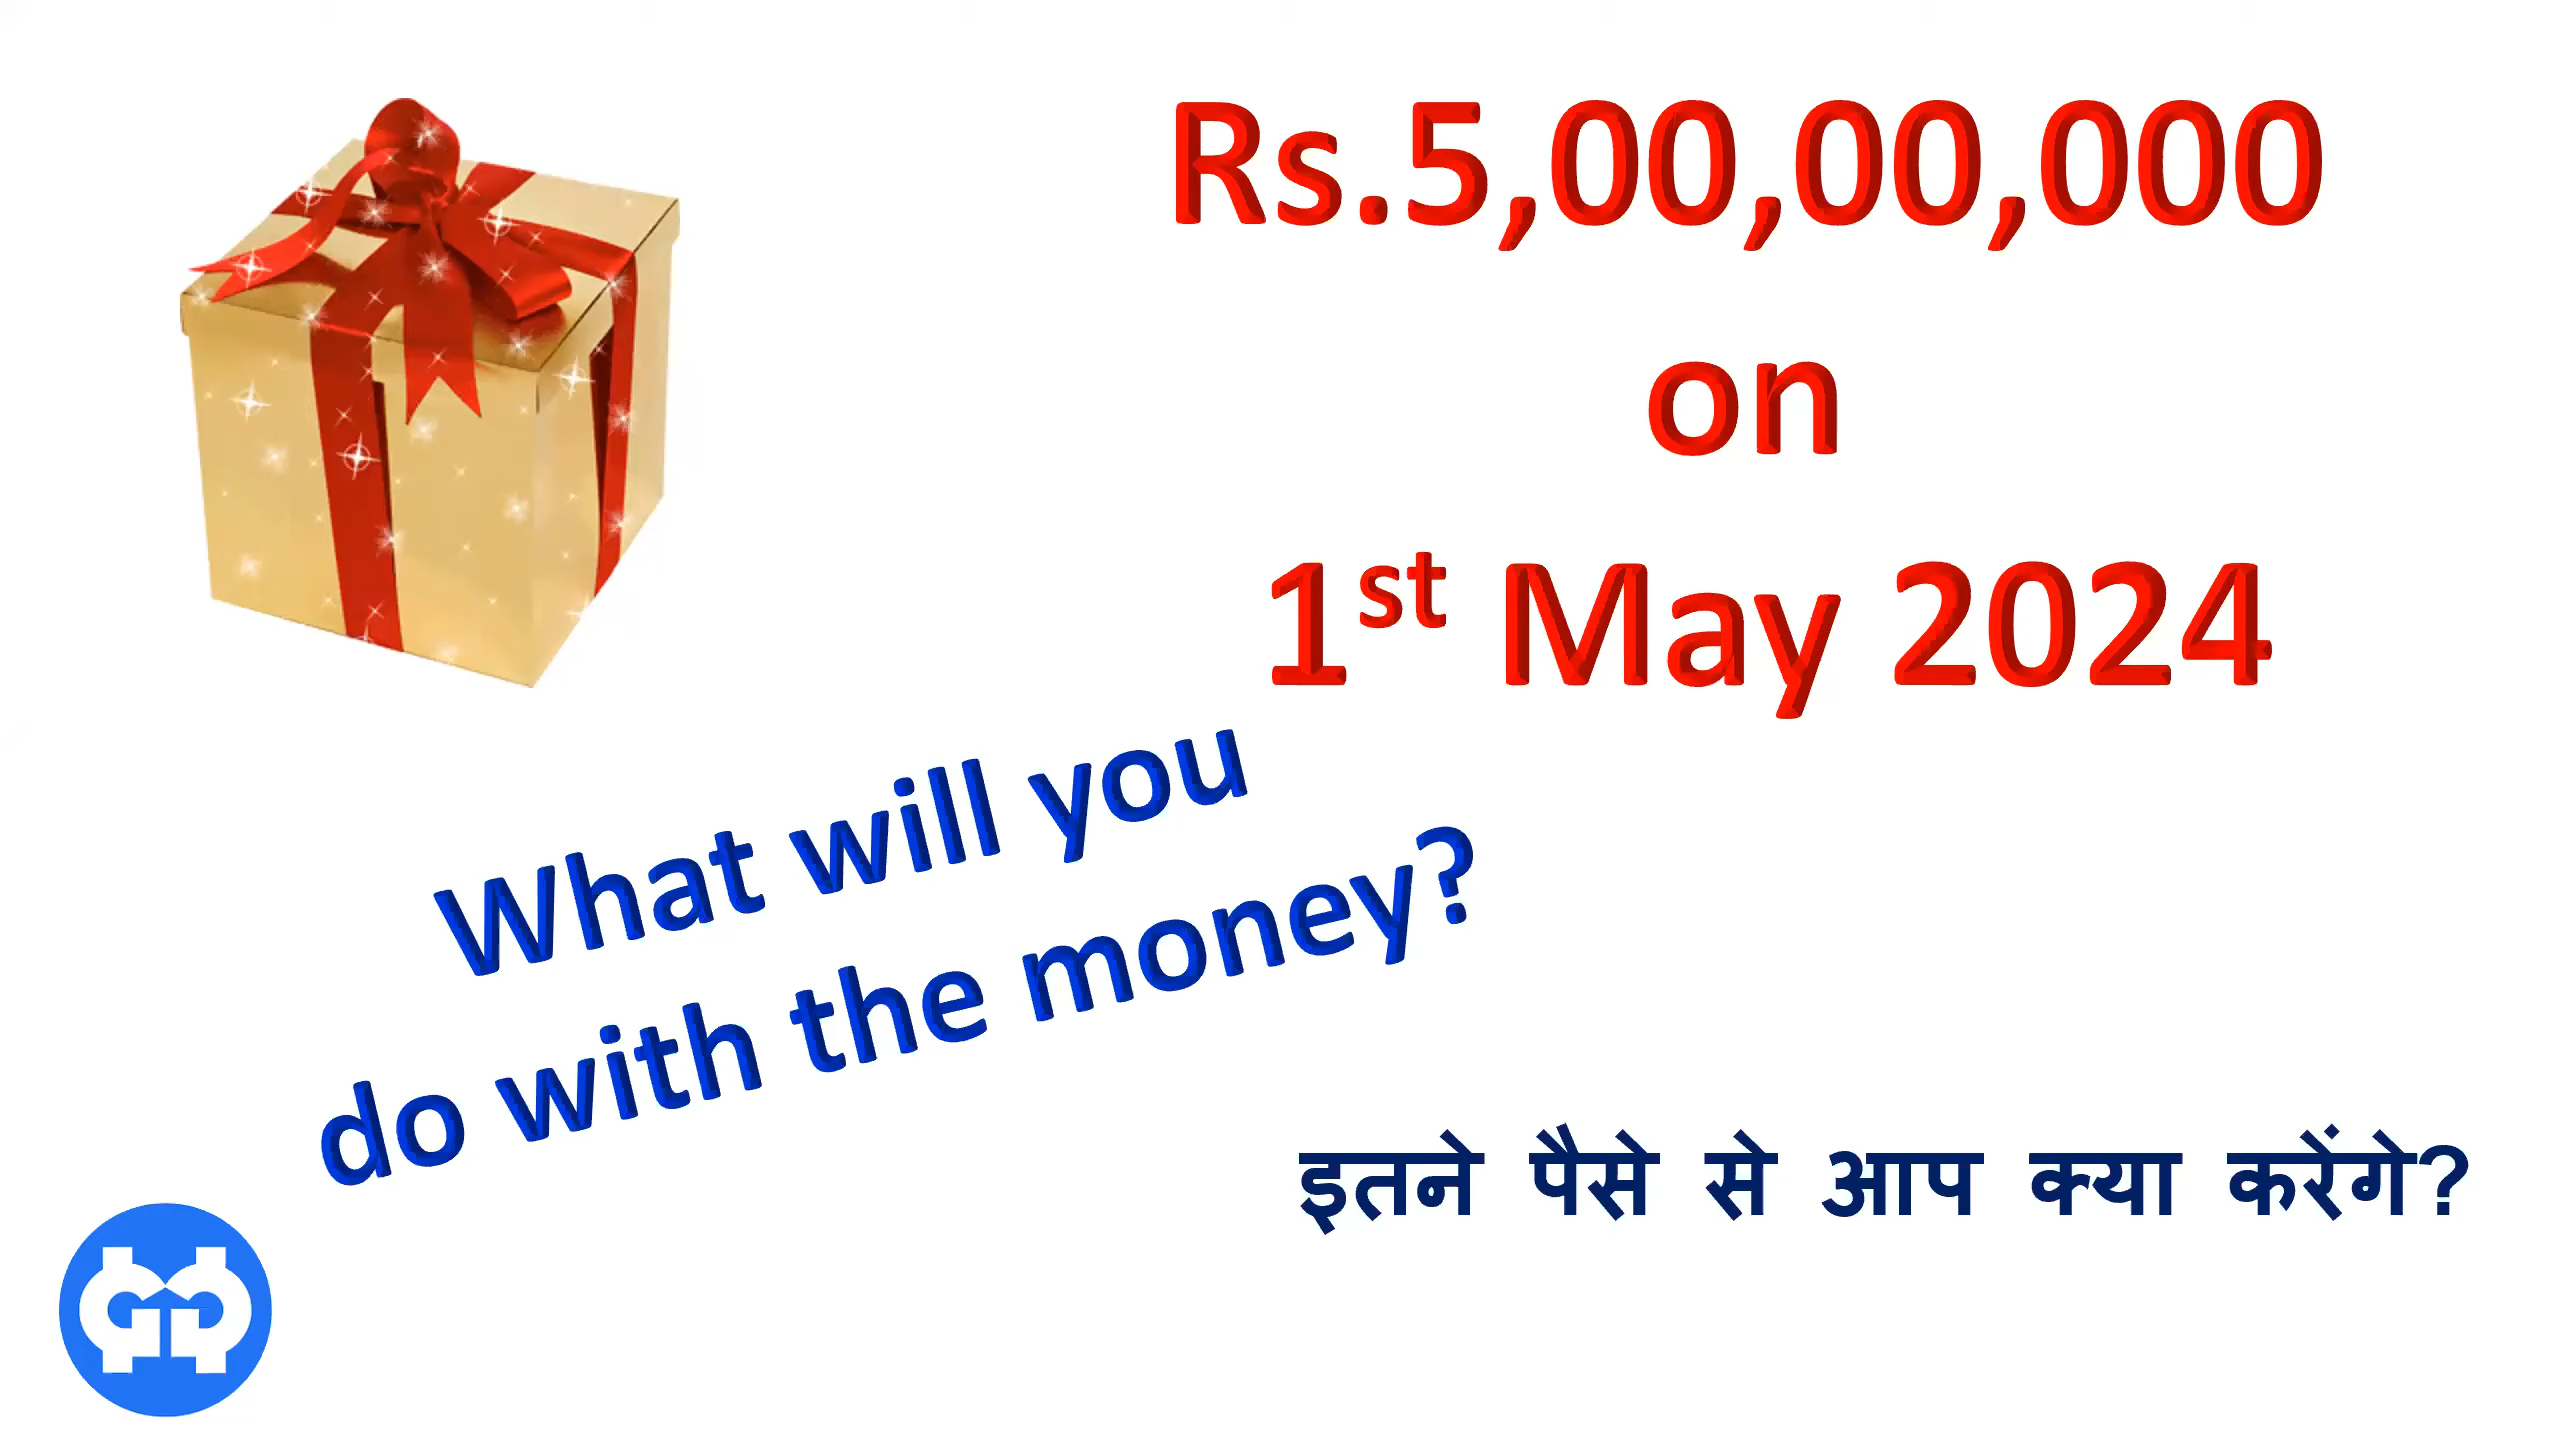 Rs.5,00,00,000
on
1st May 2024
What will you
do with the money?
इतने पैसे से आप क्या करेंगे?